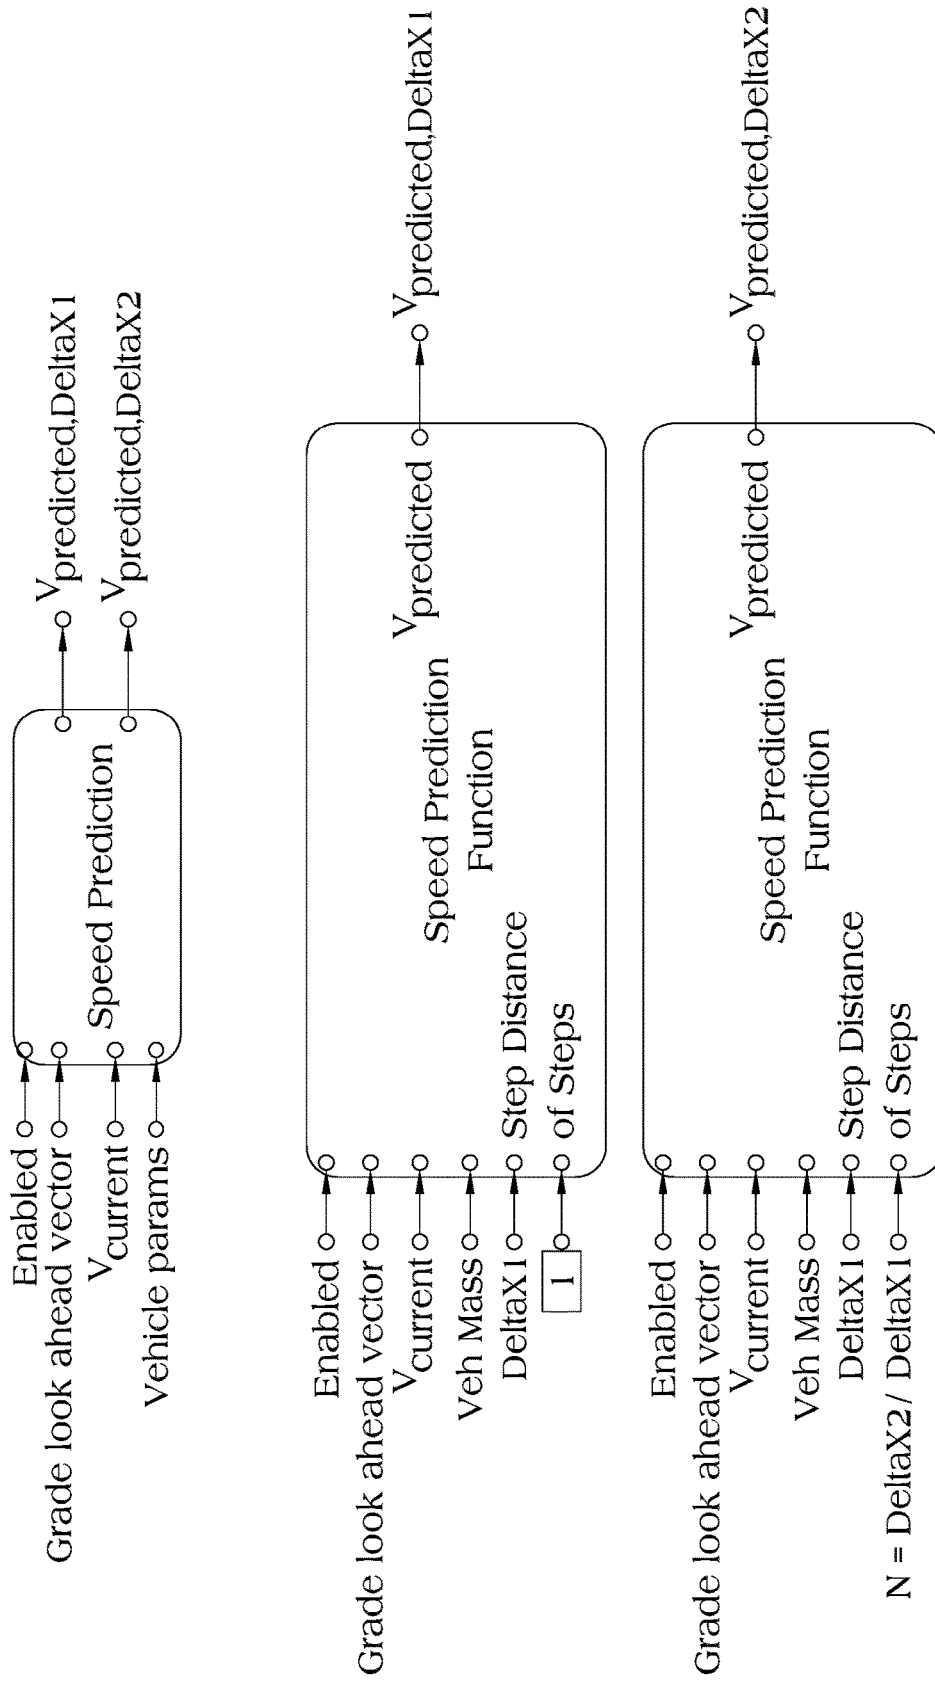 Enabled
Grade look ahead vector
Vcurrent
Vehicle params
Speed Prediction
Vpredicted,DeltaX1
Vpredicted,DeltaX2
Enabled
Grade look ahead vector
Vcurrent
Veh Mass
DeltaX1
1
Step Distance
of Steps
Speed Prediction
Function
Vpredicted
Vpredicted,DeltaX1
Enabled
Grade look ahead vector
Vcurrent
Veh Mass
DeltaX1
N = DeltaX2/ DeltaX1
Step Distance
of Steps
Speed Prediction
Function
Vpredicted
Vpredicted,DeltaX2